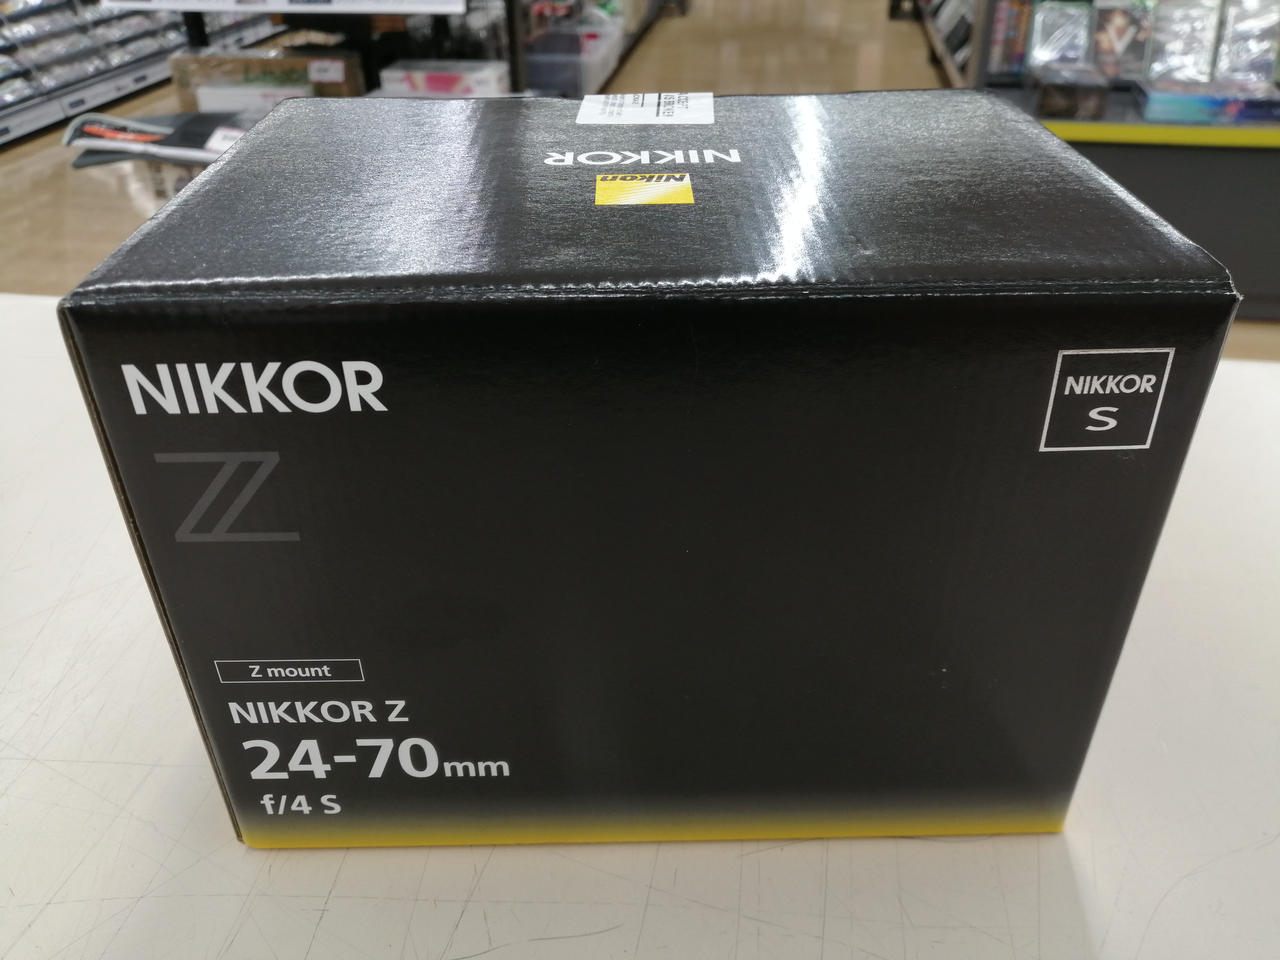 NIKKOR
Nikon
NIKKOR
Z
NIKKOR
S
Z mount
NIKKOR Z
24-70mm
f/4 S